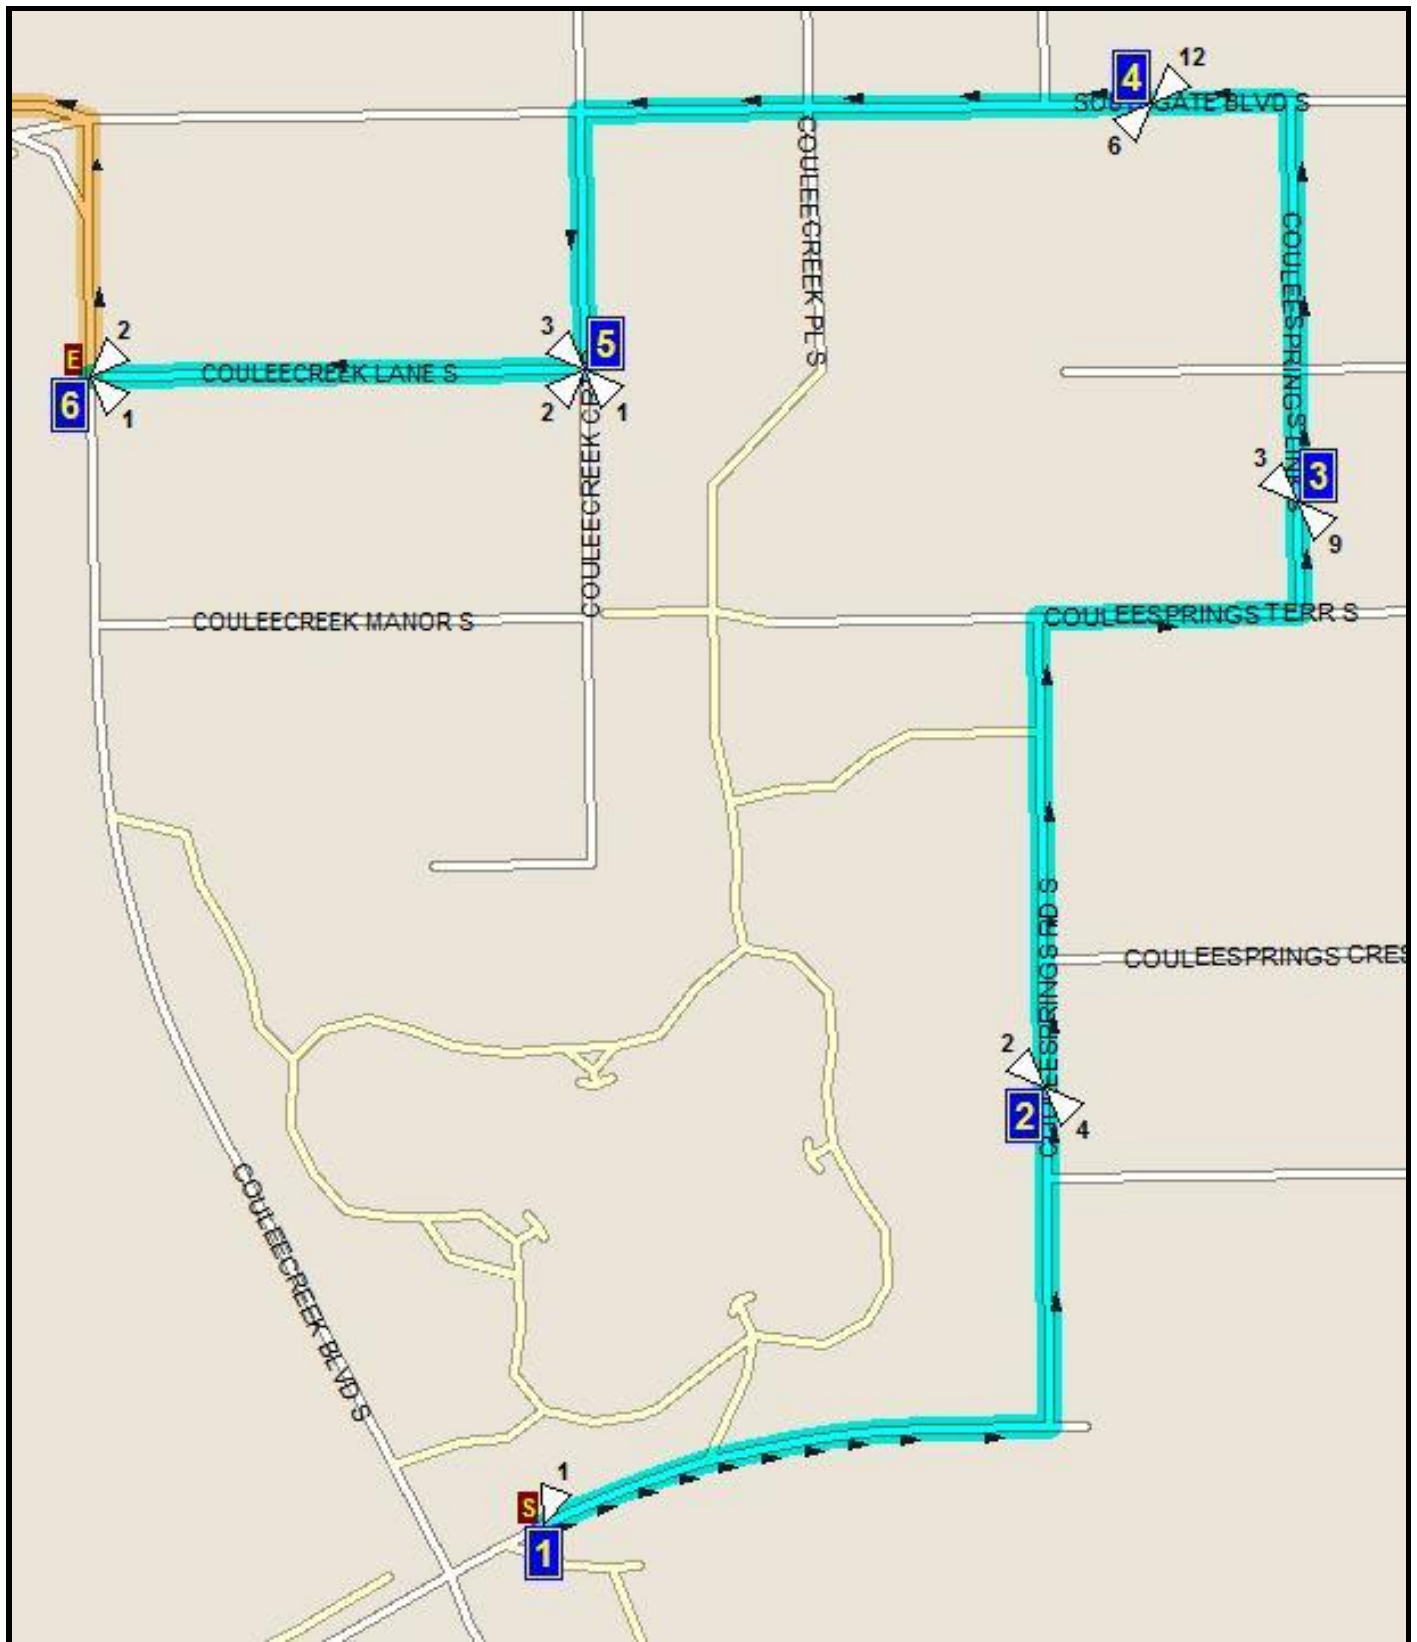 12
4
SOUTHGATE BLVD S
6
COULEECREEK PL S
COULEESPRINGS LINK S
2
3
5
E
COULEECREEK LANE S
6
1
2
1
3
3
9
COULEECREEK CR
COULEESPRINGS TERR S
COULEECREEK MANOR S
COULEESPRINGS RD S
COULEESPRINGS CRES
2
2
4
COULEECREEK BLVD S
1
S
1